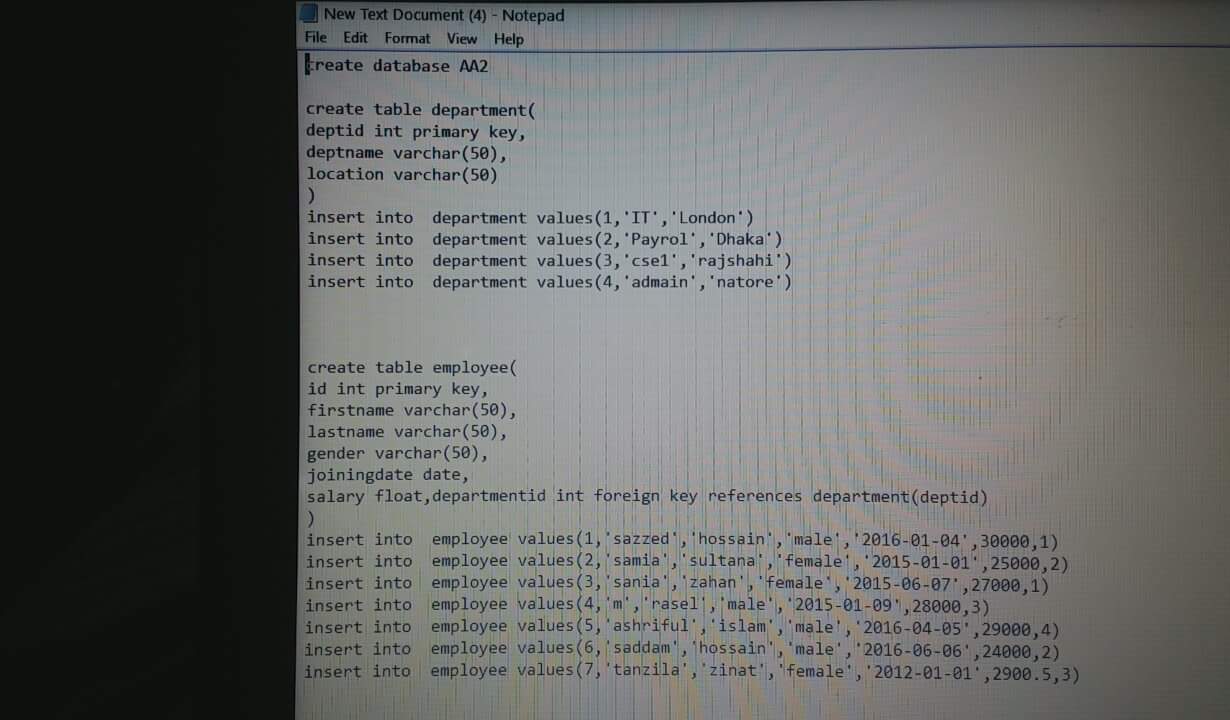 New Text Document (4) - Notepad
File Edit Format View Help
create database AA2
create table department(
deptid int primary key,
deptname varchar(50),
location varchar(50)
)
insert into  department values(1,'IT','London')
insert into  department values(2,'Payrol','Dhaka')
insert into  department values(3,'cse1','rajshahi')
insert into  department values(4,'admain','natore')
create table employee(
id int primary key,
firstname varchar(50),
lastname varchar(50),
gender varchar(50),
joiningdate date,
salary float,departmentid int foreign key references department(deptid)
)
insert into  employee values(1,'sazzed','hossain','male','2016-01-04',30000,1)
insert into  employee values(2,'samia','sultana','female','2015-01-01',25000,2)
insert into  employee values(3,'sania','zahan','female','2015-06-07',27000,1)
insert into  employee values(4,'m','rasel','male','2015-01-09',28000,3)
insert into  employee values(5,'ashriful','islam','male','2016-04-05',29000,4)
insert into  employee values(6,'saddam','hossain','male','2016-06-06',24000,2)
insert into  employee values(7,'tanzila','zinat','female','2012-01-01',2900.5,3)